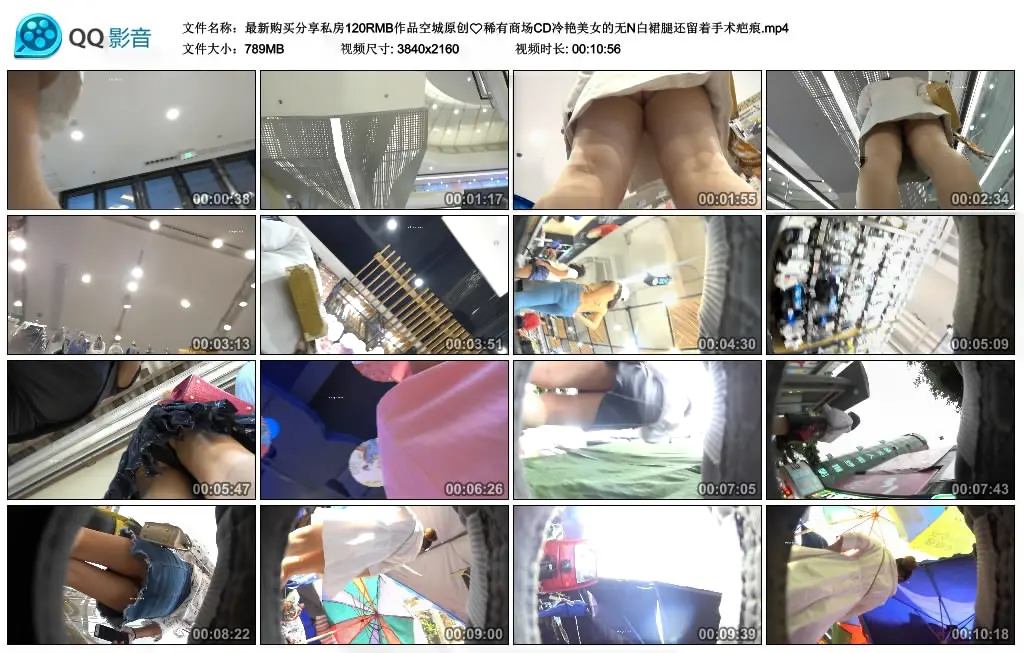 QQ影音
文件名称: 最新购买分享私房120RMB作品空城原创♡稀有商场CD冷艳美女的无N白裙腿还留着手术疤痕.mp4
文件大小: 789MB 视频尺寸: 3840x2160 视频时长: 00:10:56
00:00:38 00:01:17 00:01:55 00:02:34
00:03:13 00:03:51 00:04:30 00:05:09
00:05:47 00:06:26 00:07:05 00:07:43
00:08:22 00:09:00 00:09:39 00:10:18